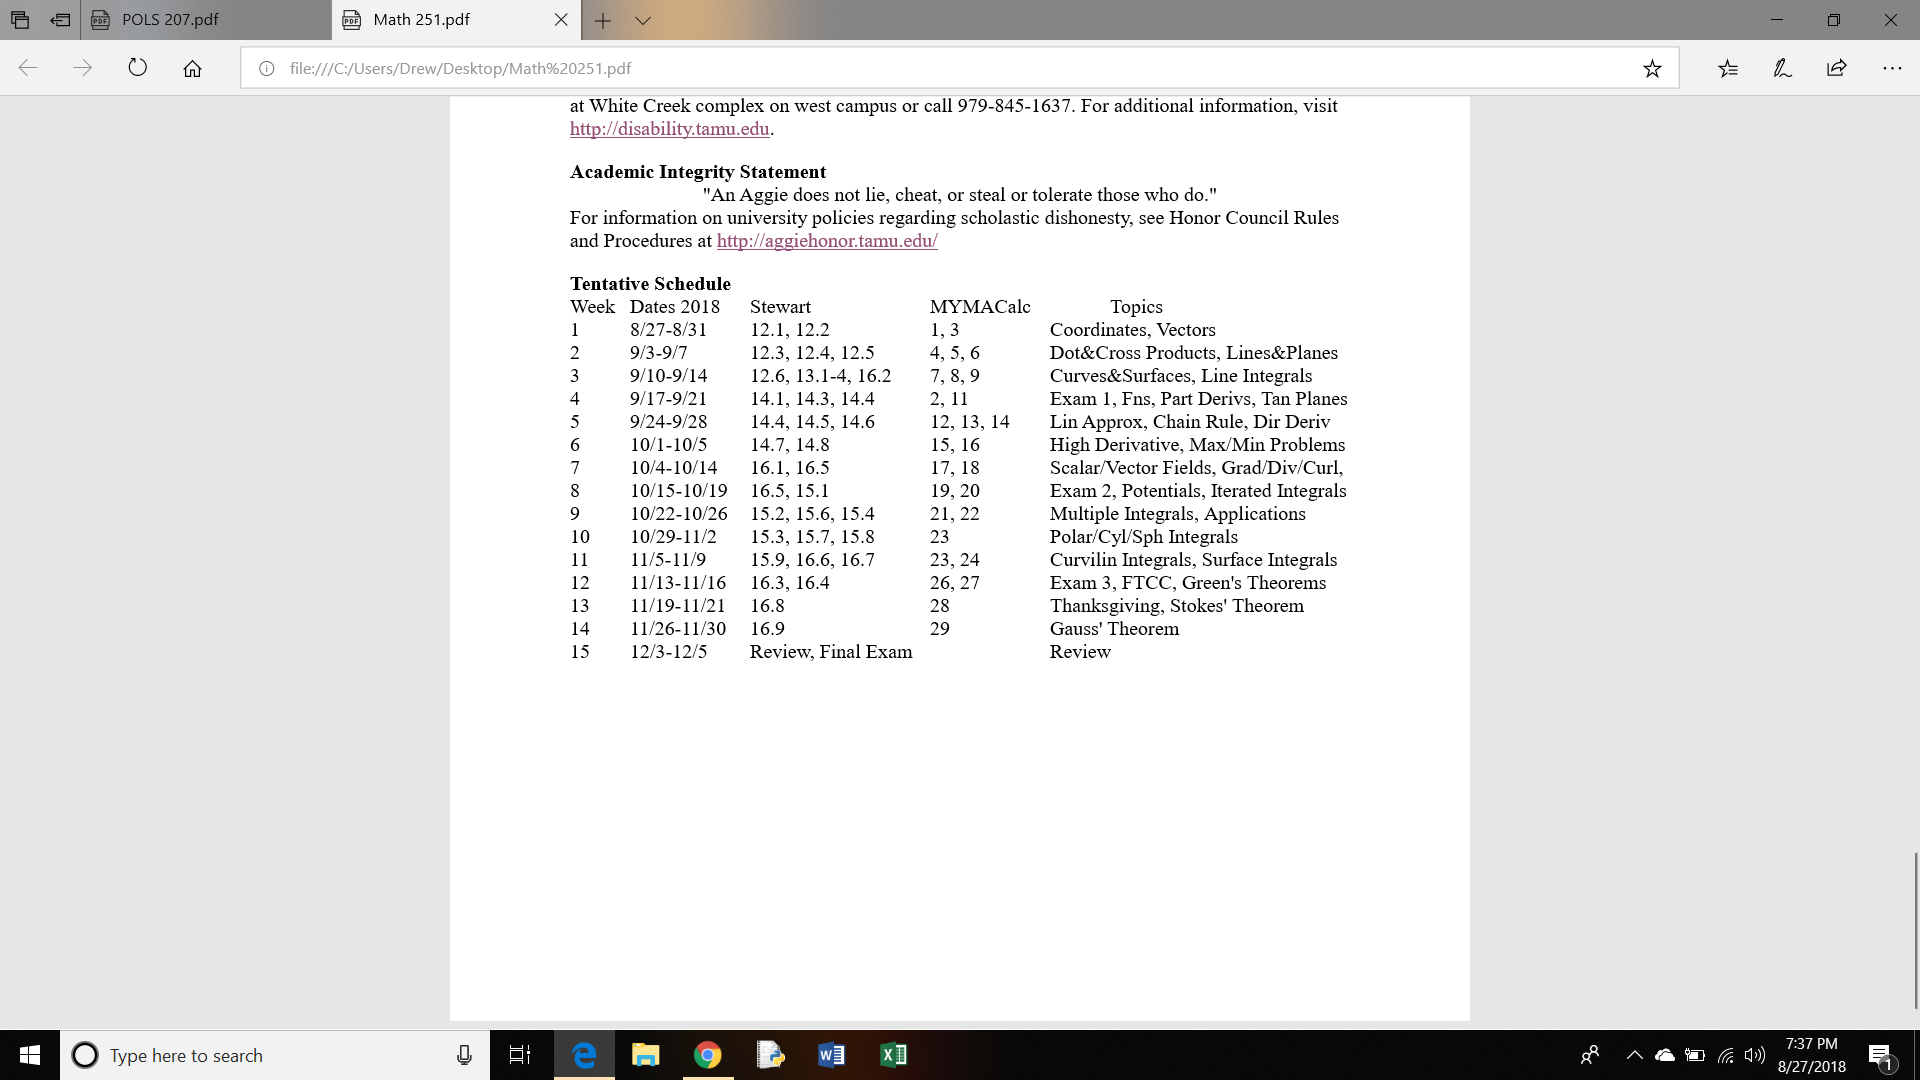 POLS 207.pdf
Math 251.pdf
file:///C:/Users/Drew/Desktop/Math%20251.pdf
at White Creek complex on west campus or call 979-845-1637. For additional information, visit
http://disability.tamu.edu.
Academic Integrity Statement
"An Aggie does not lie, cheat, or steal or tolerate those who do."
For information on university policies regarding scholastic dishonesty, see Honor Council Rules
and Procedures at http://aggiehonor.tamu.edu/
Tentative Schedule
Week Dates 2018 Stewart MYMACalc Topics
1 8/27-8/31 12.1, 12.2 1, 3 Coordinates, Vectors
2 9/3-9/7 12.3, 12.4, 12.5 4, 5, 6 Dot&Cross Products, Lines&Planes
3 9/10-9/14 12.6, 13.1-4, 16.2 7, 8, 9 Curves&Surfaces, Line Integrals
4 9/17-9/21 14.1, 14.3, 14.4 2, 11 Exam 1, Fns, Part Derivs, Tan Planes
5 9/24-9/28 14.4, 14.5, 14.6 12, 13, 14 Lin Approx, Chain Rule, Dir Deriv
6 10/1-10/5 14.7, 14.8 15, 16 High Derivative, Max/Min Problems
7 10/4-10/14 16.1, 16.5 17, 18 Scalar/Vector Fields, Grad/Div/Curl,
8 10/15-10/19 16.5, 15.1 19, 20 Exam 2, Potentials, Iterated Integrals
9 10/22-10/26 15.2, 15.6, 15.4 21, 22 Multiple Integrals, Applications
10 10/29-11/2 15.3, 15.7, 15.8 23 Polar/Cyl/Sph Integrals
11 11/5-11/9 15.9, 16.6, 16.7 23, 24 Curvilin Integrals, Surface Integrals
12 11/13-11/16 16.3, 16.4 26, 27 Exam 3, FTCC, Green's Theorems
13 11/19-11/21 16.8 28 Thanksgiving, Stokes' Theorem
14 11/26-11/30 16.9 29 Gauss' Theorem
15 12/3-12/5 Review, Final Exam Review
Type here to search
7:37 PM
8/27/2018
1